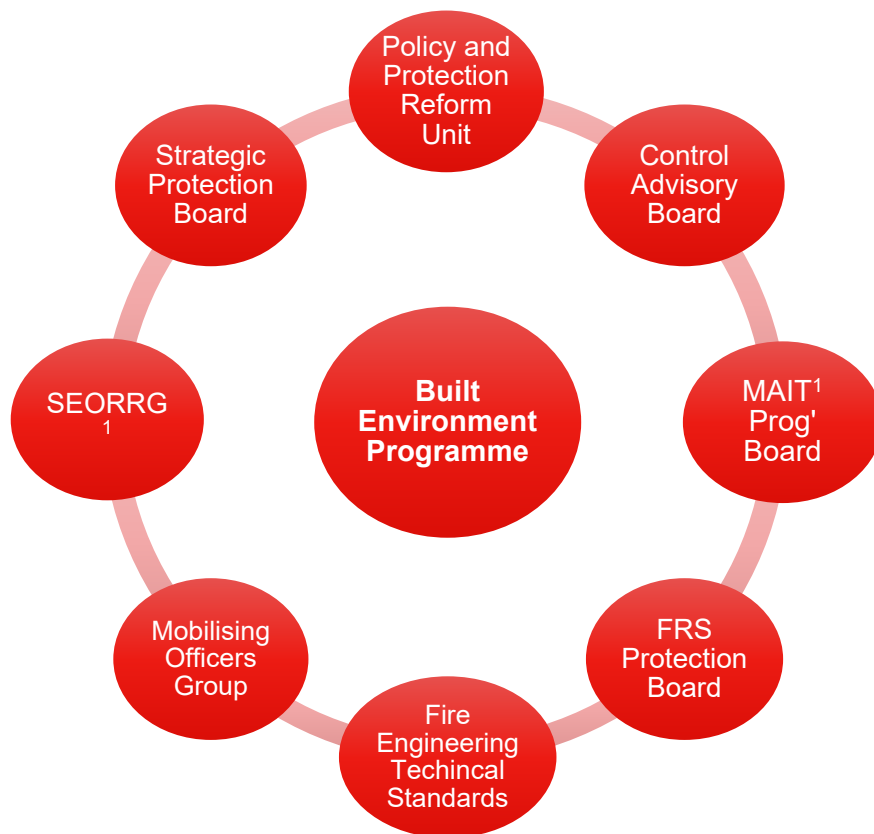 Policy and
Protection
Reform
Unit
Control
Advisory
Board
MAIT¹
Prog'
Board
FRS
Protection
Board
Fire
Engineering
Techincal
Standards
Mobilising
Officers
Group
SEORRG
1
Strategic
Protection
Board
Built
Environment
Programme